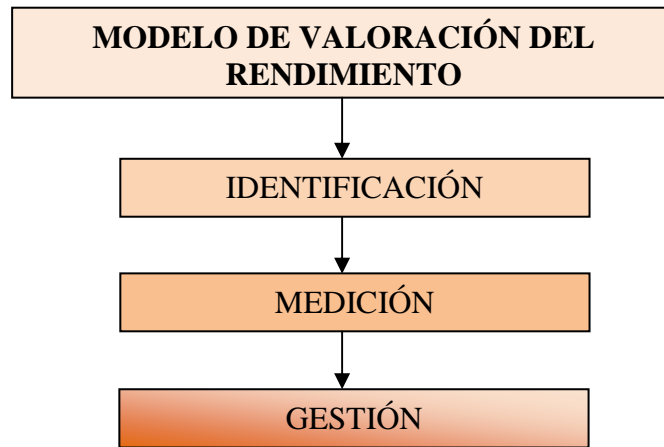 MODELO DE VALORACIÓN DEL
RENDIMIENTO
IDENTIFICACIÓN
MEDICIÓN
GESTIÓN